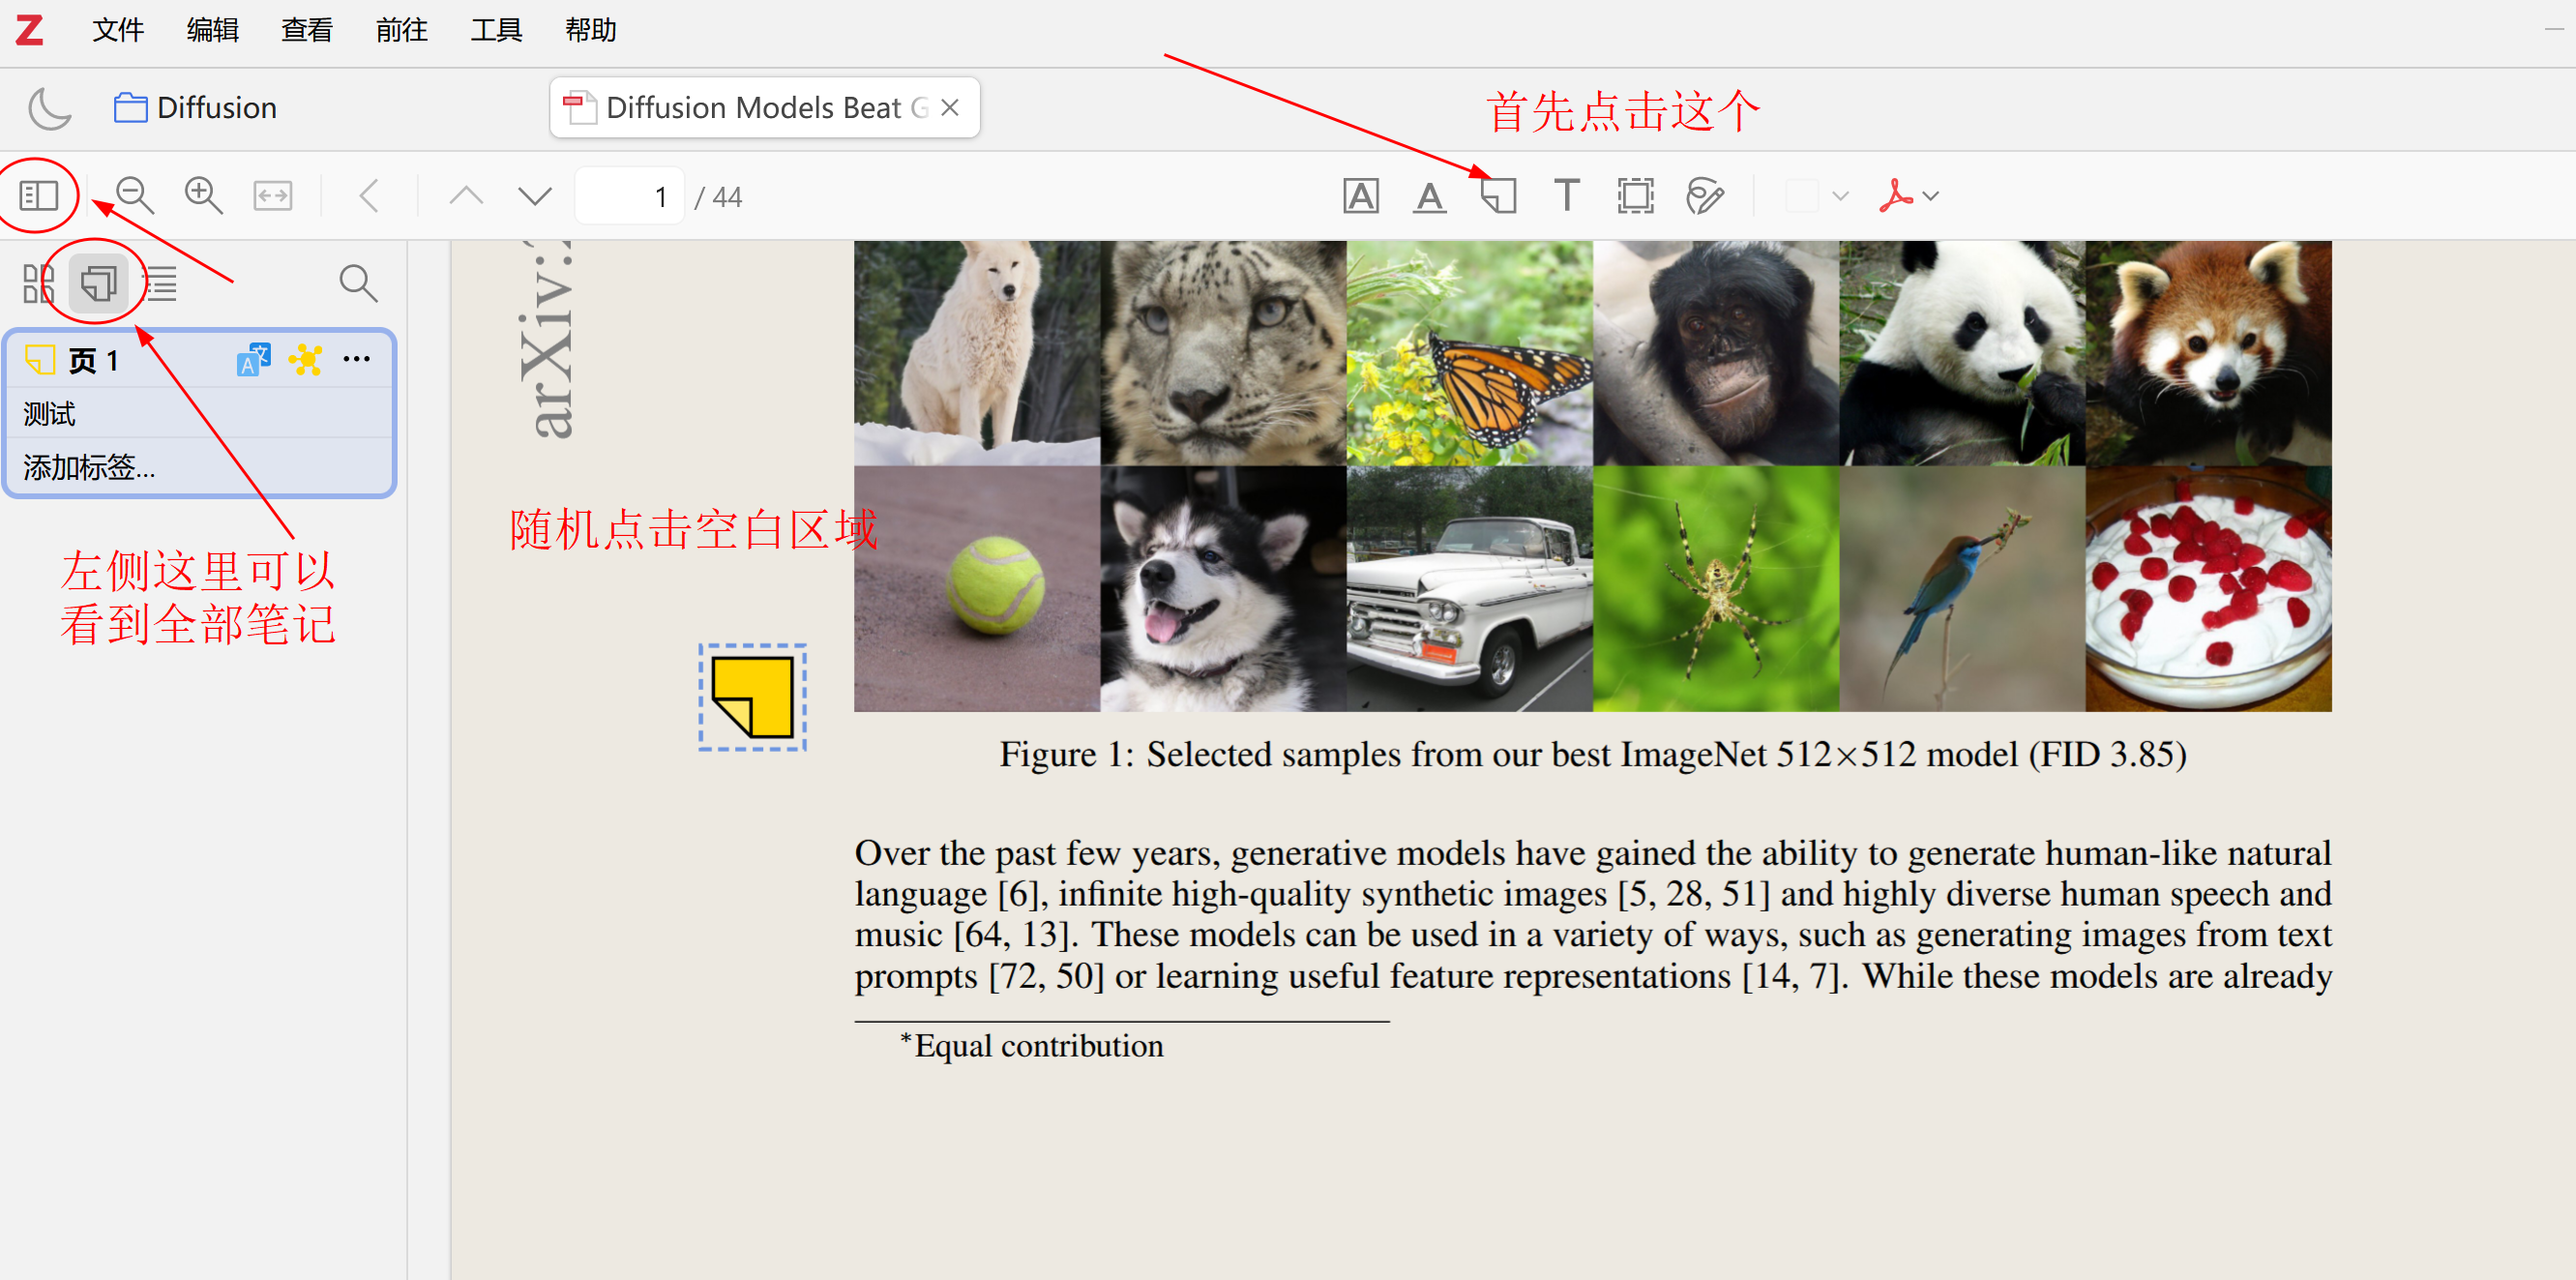 Z 文件 编辑 查看 前往 工具 帮助
Diffusion
Diffusion Models Beat G
首先点击这个
1 / 44
A A T
页 1
测试
添加标签...
左侧这里可以
看到全部笔记
arXiv:
随机点击空白区域
Figure 1: Selected samples from our best ImageNet 512×512 model (FID 3.85)
Over the past few years, generative models have gained the ability to generate human-like natural
language [6], infinite high-quality synthetic images [5, 28, 51] and highly diverse human speech and
music [64, 13]. These models can be used in a variety of ways, such as generating images from text
prompts [72, 50] or learning useful feature representations [14, 7]. While these models are already
*Equal contribution